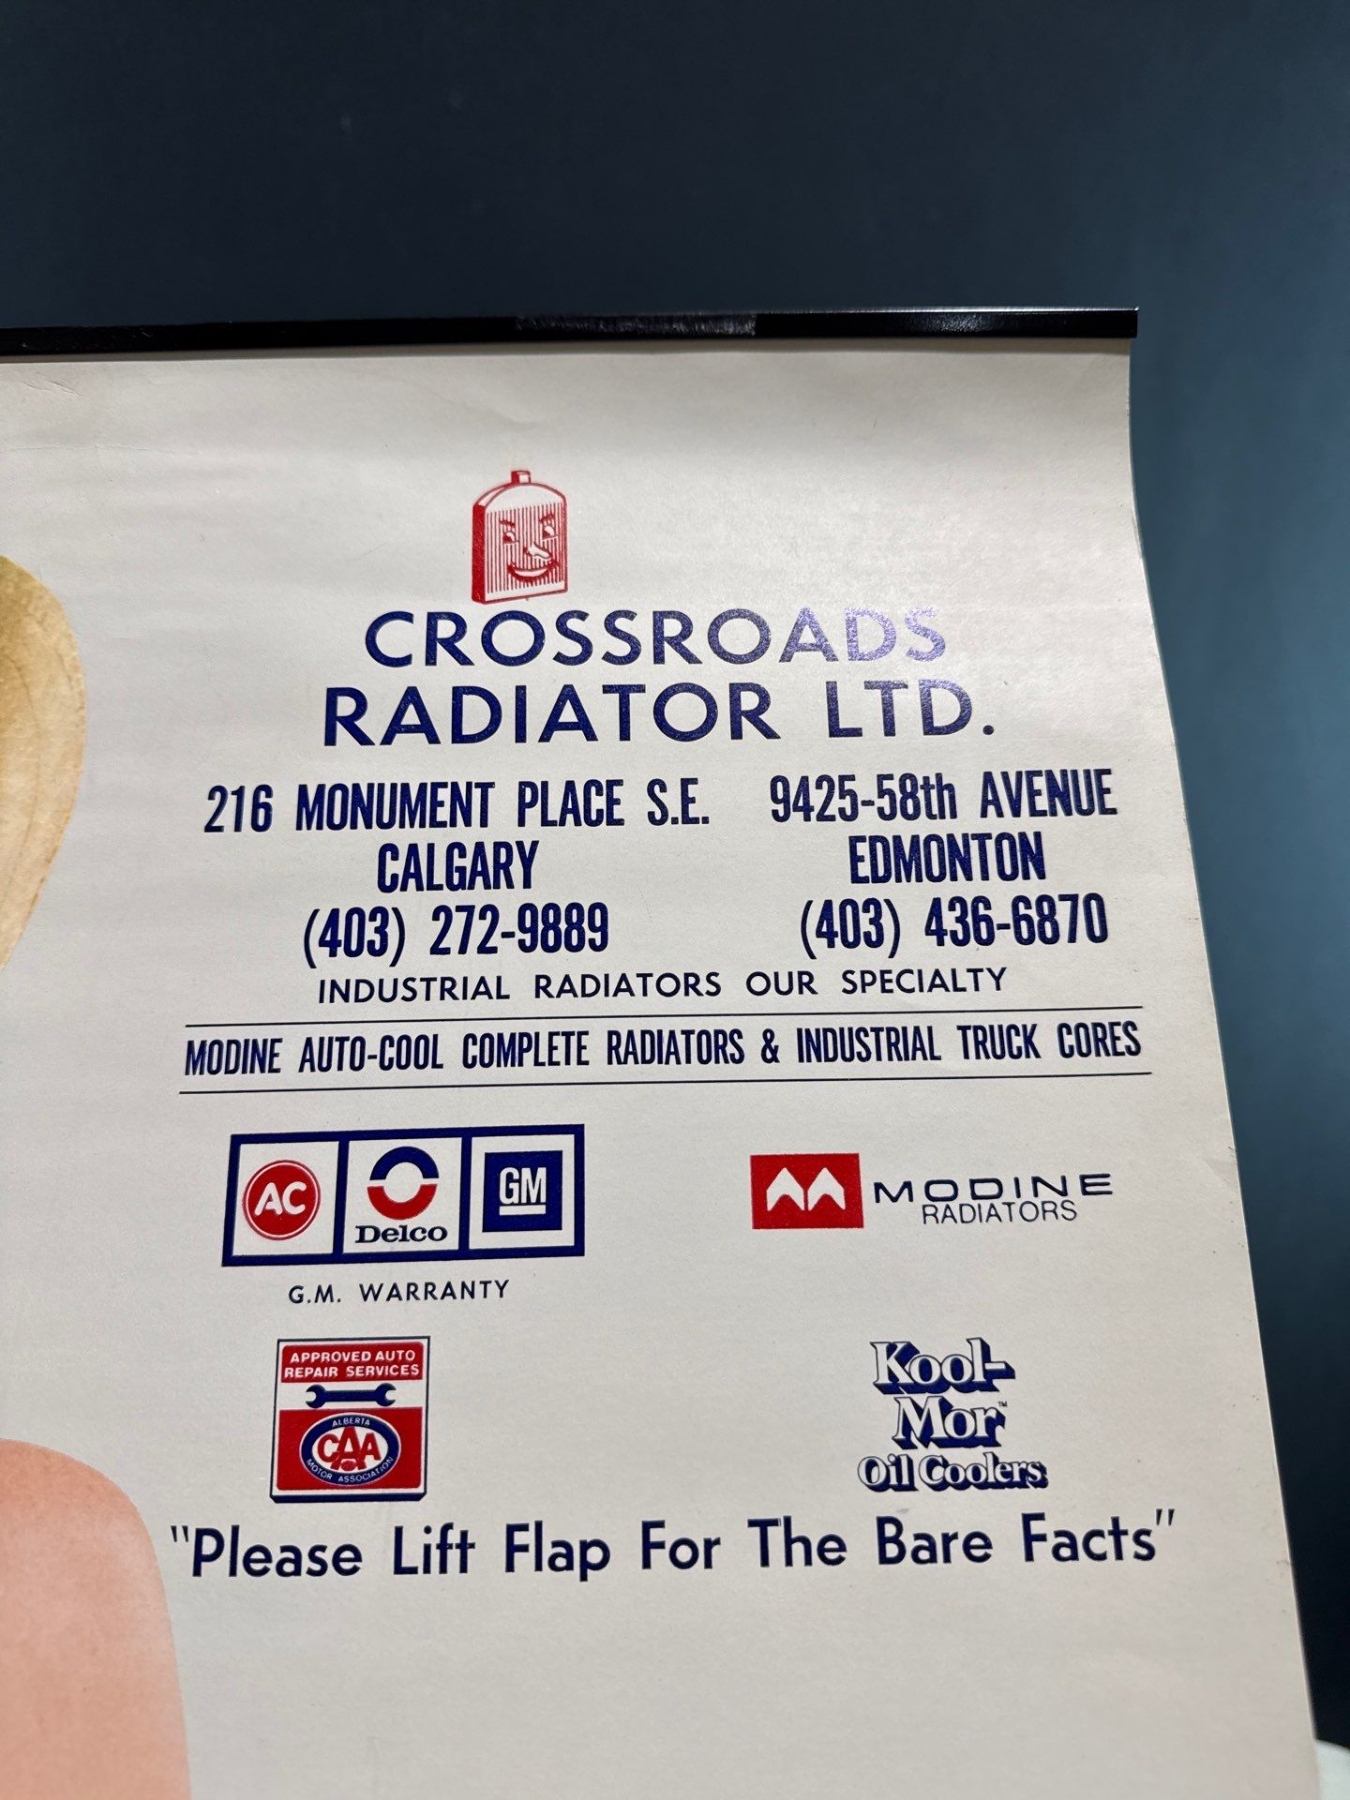 CROSSROADS
RADIATOR LTD.
216 MONUMENT PLACE S.E.
CALGARY
(403) 272-9889
9425-58th AVENUE
EDMONTON
(403) 436-6870
INDUSTRIAL RADIATORS OUR SPECIALTY
MODINE AUTO-COOL COMPLETE RADIATORS & INDUSTRIAL TRUCK CORES
AC
Delco
GM
G.M. WARRANTY
MODINE
RADIATORS
APPROVED AUTO
REPAIR SERVICES
ALBERTA
CAA
MOTOR ASSOCIATION
Kool-
Mor™
Oil Coolers
"Please Lift Flap For The Bare Facts"